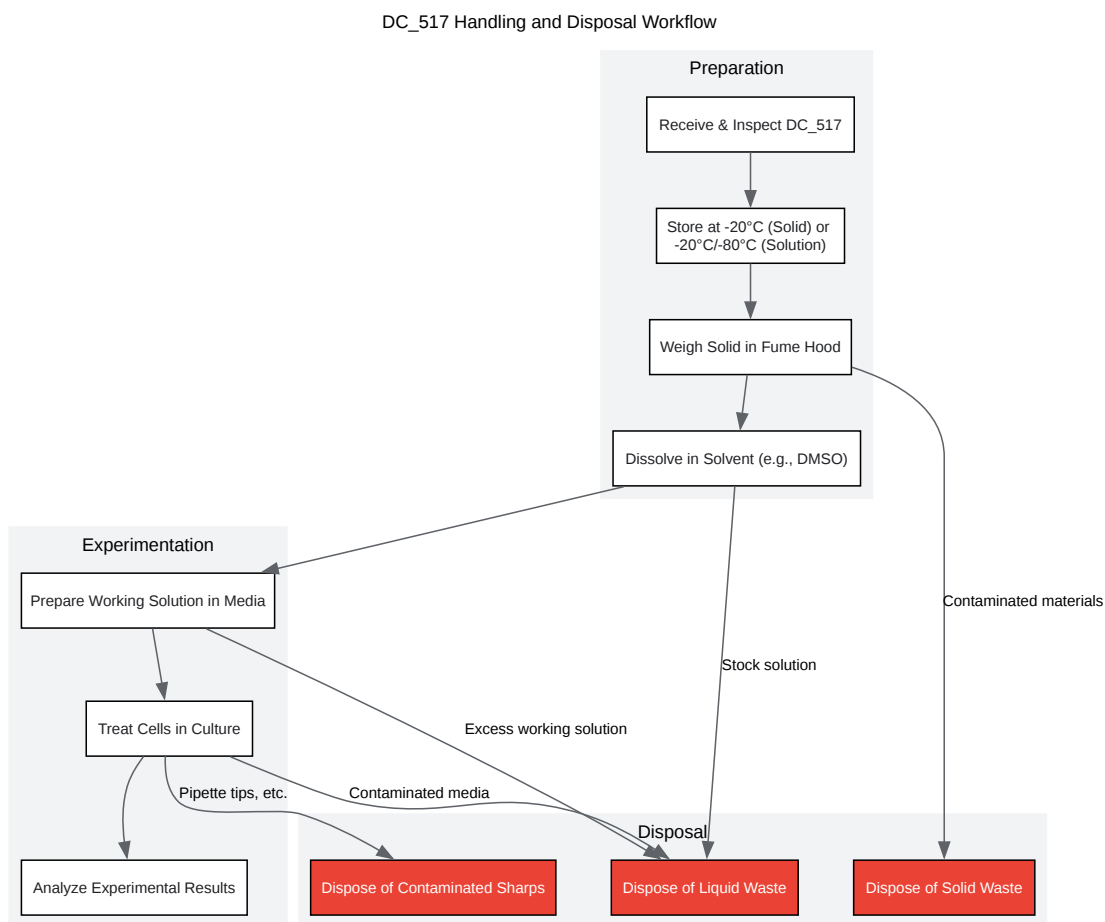 DC_517 Handling and Disposal Workflow
Preparation
Receive & Inspect DC_517
Store at -20°C (Solid) or
-20°C/-80°C (Solution)
Weigh Solid in Fume Hood
Dissolve in Solvent (e.g., DMSO)
Experimentation
Prepare Working Solution in Media
Contaminated materials
Stock solution
Treat Cells in Culture
Excess working solution
Pipette tips, etc.
Contaminated media
Disposal
Analyze Experimental Results
Dispose of Contaminated Sharps
Dispose of Liquid Waste
Dispose of Solid Waste